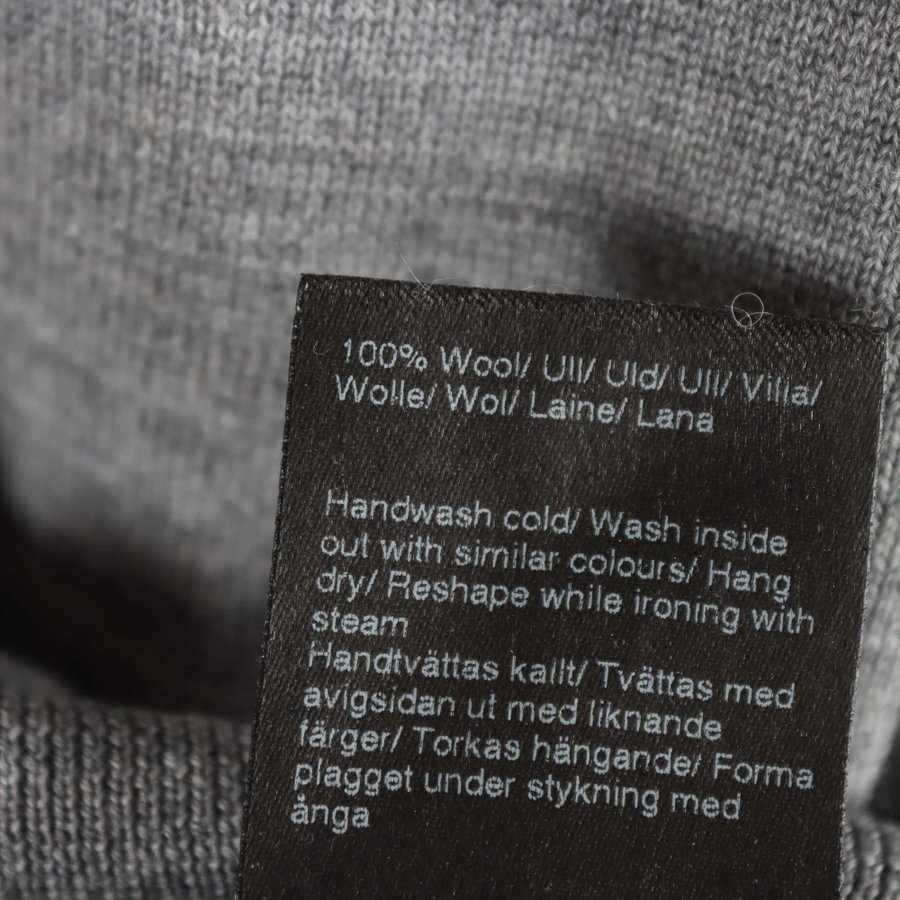 100% Wool/ Ull/ Uld/ Ull/ Villa/
Wolle/ Wol/ Laine/ Lana
Handwash cold/ Wash inside
out with similar colours/ Hang
dry/ Reshape while ironing with
steam
Handtvättas kallt/ Tvättas med
avigsidan ut med liknande
färger/ Torkas hängande/ Forma
plagget under stykning med
ånga